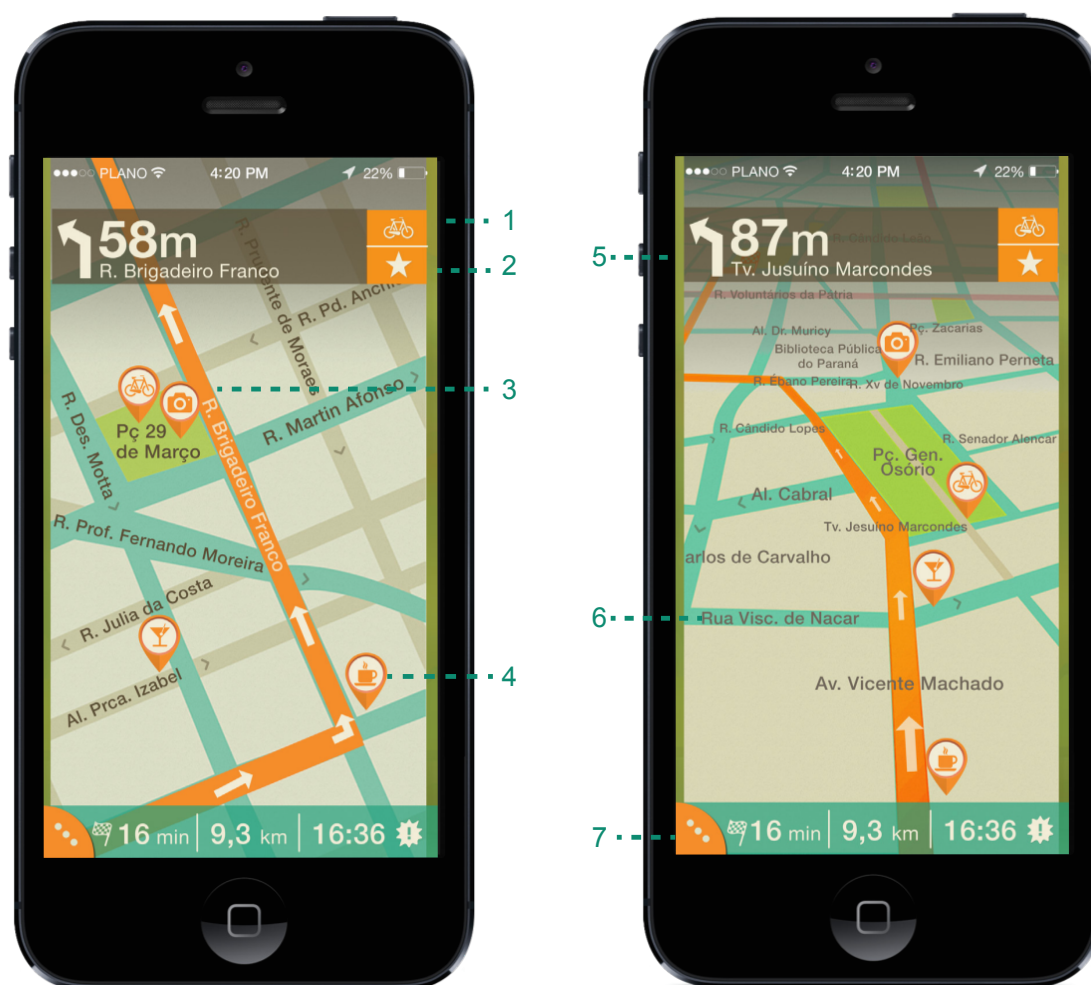 PLANO 4:20 PM 22%
58m
R. Brigadeiro Franco
R. Prudente de Moraes
R. Pd. Anchi
R. Martin Afonso
R. Des. Motta
Pç 29
de Março
R. Brigadeiro Franco
R. Prof. Fernando Moreira
R. Julia da Costa
Al. Prca. Izabel
16 min 9,3 km 16:36
1
2
3
4
5
6
7
PLANO 4:20 PM 22%
87m
Tv. Jusuíno Marcondes
R. Cândido Leão
R. Voluntários da Pátria
Al. Dr. Muricy
Pç. Zacarias
Biblioteca Pública
do Paraná
R. Emiliano Perneta
R. Ébano Pereira
R. Xv de Novembro
R. Cândido Lopes
R. Senador Alencar
Pç. Gen.
Osório
Al. Cabral
Tv. Jesuíno Marcondes
arlos de Carvalho
Rua Visc. de Nacar
Av. Vicente Machado
16 min 9,3 km 16:36